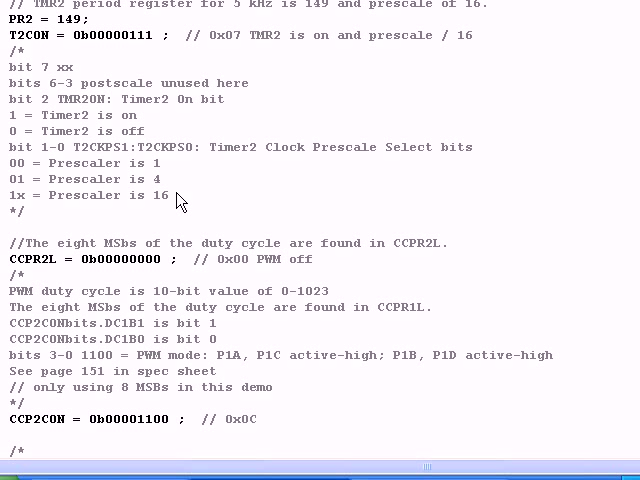 // TMR2 period register for 5 kHz is 149 and prescale of 16.
PR2 = 149;
T2CON = 0b00000111 ;  // 0x07 TMR2 is on and prescale / 16
/*
bit 7 xx
bits 6-3 postscale unused here
bit 2 TMR2ON: Timer2 On bit
1 = Timer2 is on
0 = Timer2 is off
bit 1-0 T2CKPS1:T2CKPS0: Timer2 Clock Prescale Select bits
00 = Prescaler is 1
01 = Prescaler is 4
1x = Prescaler is 16
*/
//The eight MSbs of the duty cycle are found in CCPR2L.
CCPR2L = 0b00000000 ;  // 0x00 PWM off
/*
PWM duty cycle is 10-bit value of 0-1023
The eight MSbs of the duty cycle are found in CCPR1L.
CCP2CONbits.DC1B1 is bit 1
CCP2CONbits.DC1B0 is bit 0
bits 3-0 1100 = PWM mode: P1A, P1C active-high; P1B, P1D active-high
See page 151 in spec sheet
// only using 8 MSBs in this demo
*/
CCP2CON = 0b00001100 ;  // 0x0C
/*